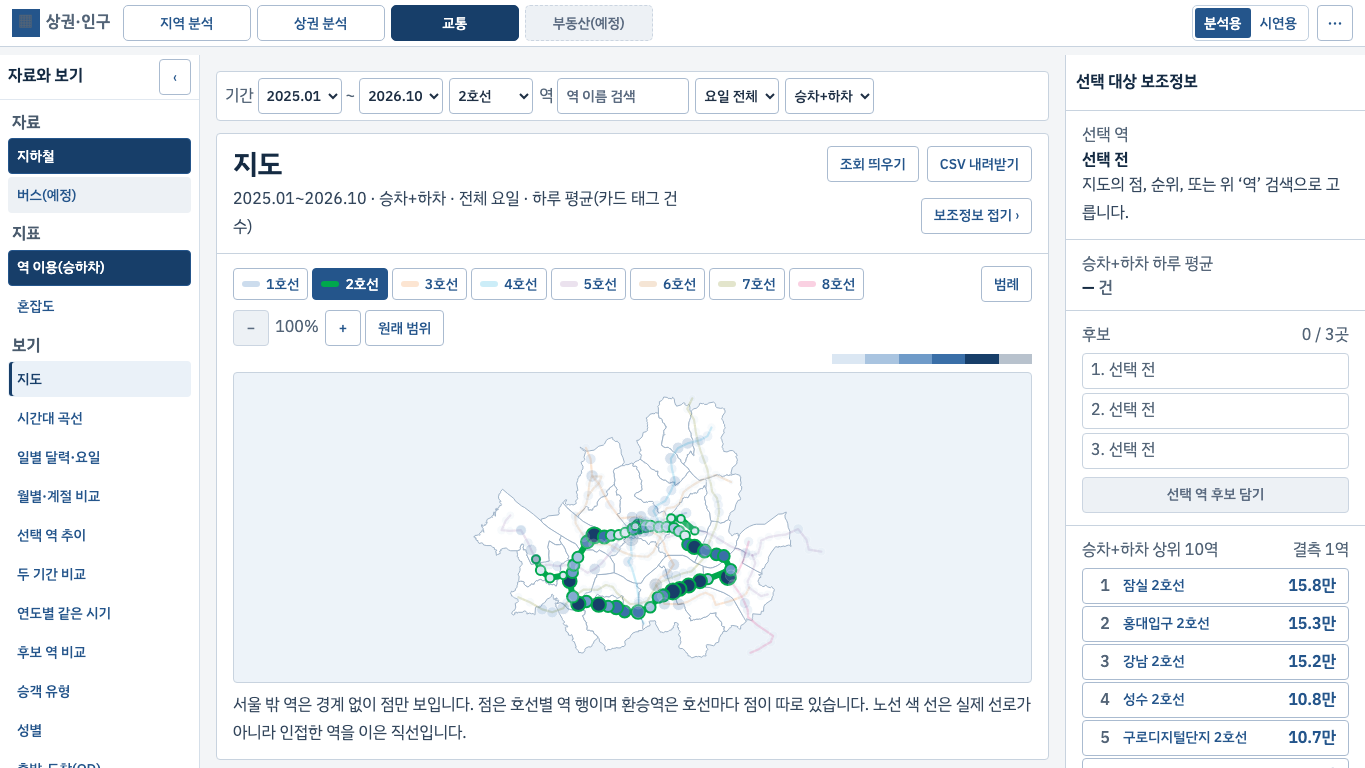 상권·인구
지역 분석
상권 분석
교통
부동산(예정)
분석용
시연용
···
자료와 보기
‹
자료
지하철
버스(예정)
지표
역 이용(승하차)
혼잡도
보기
지도
시간대 곡선
일별 달력·요일
월별·계절 비교
선택 역 추이
두 기간 비교
연도별 같은 시기
후보 역 비교
승객 유형
성별
기간 2025.01 ~ 2026.10 2호선 역 역 이름 검색 요일 전체 승차+하차
지도
조회 띄우기
CSV 내려받기
2025.01~2026.10 · 승차+하차 · 전체 요일 · 하루 평균(카드 태그 건
수)
보조정보 접기 ›
1호선
2호선
3호선
4호선
5호선
6호선
7호선
8호선
범례
− 100% + 원래 범위
서울 밖 역은 경계 없이 점만 보입니다. 점은 호선별 역 행이며 환승역은 호선마다 점이 따로 있습니다. 노선 색 선은 실제 선로가
아니라 인접한 역을 이은 직선입니다.
선택 대상 보조정보
선택 역
선택 전
지도의 점, 순위, 또는 위 ‘역’ 검색으로 고
릅니다.
승차+하차 하루 평균
— 건
후보 0 / 3곳
1. 선택 전
2. 선택 전
3. 선택 전
선택 역 후보 담기
승차+하차 상위 10역 결측 1역
1 잠실 2호선 15.8만
2 홍대입구 2호선 15.3만
3 강남 2호선 15.2만
4 성수 2호선 10.8만
5 구로디지털단지 2호선 10.7만